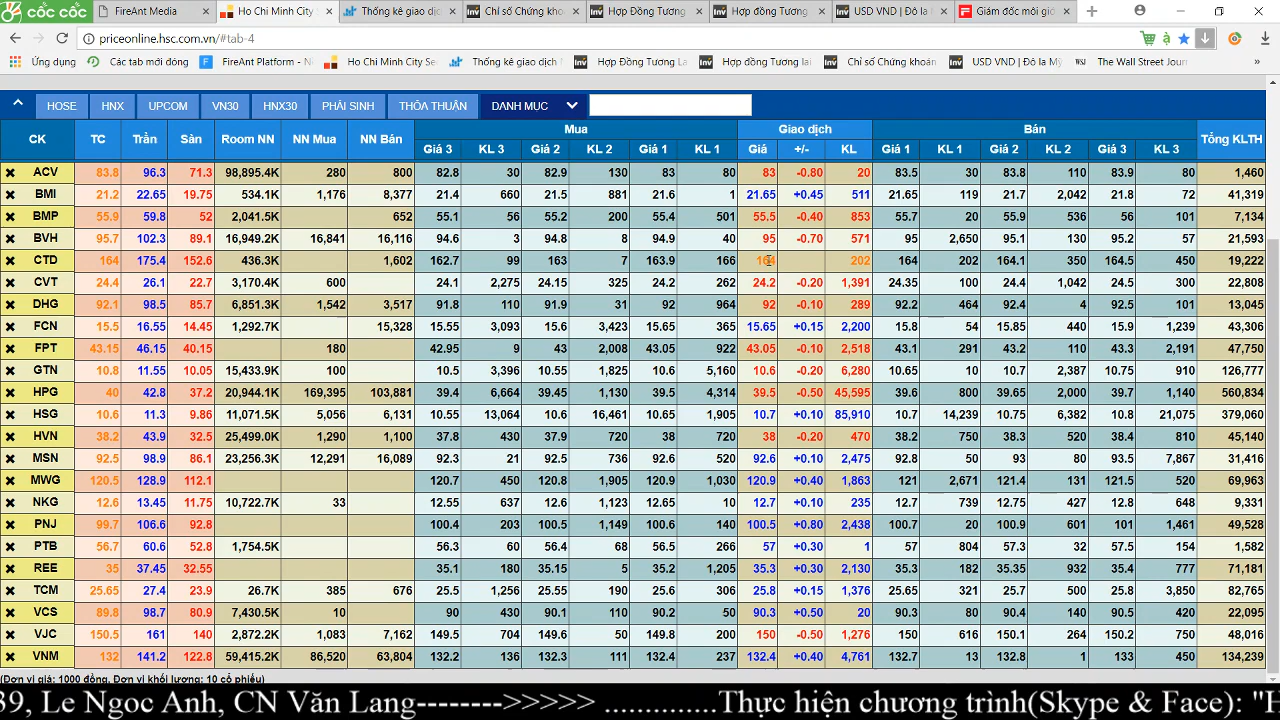 cốc cốc FireAnt Media Ho Chi Minh City Thống kê giao dị Chỉ số Chứng khoá Hợp Đồng Tương Hợp đồng Tương USD VND | Đô la Giám đốc môi giớ
priceonline.hsc.com.vn/#tab-4
Ứng dụng Các tab mới đóng FireAnt Platform - N Ho Chi Minh City Se Thống kê giao dịch Hợp Đồng Tương La Hợp đồng Tương lai Chỉ số Chứng khoán USD VND | Đô la Mỹ The Wall Street Jour
HOSE HNX UPCOM VN30 HNX30 PHÁI SINH THỎA THUẬN DANH MỤC
CK TC Trần Sàn Room NN NN Mua NN Bán Mua Giao dịch Bán Tổng KLTH
Giá 3 KL 3 Giá 2 KL 2 Giá 1 KL 1 Giá +/- KL Giá 1 KL 1 Giá 2 KL 2 Giá 3 KL 3
ACV 83.8 96.3 71.3 98,895.4K 280 800 82.8 30 82.9 130 83 80 83 -0.80 20 83.5 30 83.8 110 83.9 80 1,460
BMI 21.2 22.65 19.75 534.1K 1,176 8,377 21.4 660 21.5 881 21.6 1 21.65 +0.45 511 21.65 119 21.7 2,042 21.8 72 41,319
BMP 55.9 59.8 52 2,041.5K 652 55.1 56 55.2 200 55.4 501 55.5 -0.40 853 55.7 20 55.9 536 56 101 7,134
BVH 95.7 102.3 89.1 16,949.2K 16,841 16,116 94.6 3 94.8 8 94.9 40 95 -0.70 571 95 2,650 95.1 130 95.2 57 21,593
CTD 164 175.4 152.6 436.3K 1,602 162.7 99 163 7 163.9 166 164 202 164 202 164.1 350 164.5 450 19,222
CVT 24.4 26.1 22.7 3,170.4K 600 24.1 2,275 24.15 325 24.2 262 24.2 -0.20 1,391 24.35 100 24.4 1,042 24.5 300 22,808
DHG 92.1 98.5 85.7 6,851.3K 1,542 3,517 91.8 110 91.9 31 92 964 92 -0.10 289 92.2 464 92.4 4 92.5 101 13,045
FCN 15.5 16.55 14.45 1,292.7K 15,328 15.55 3,093 15.6 3,423 15.65 365 15.65 +0.15 2,200 15.8 54 15.85 440 15.9 1,239 43,306
FPT 43.15 46.15 40.15 180 42.95 9 43 2,008 43.05 922 43.05 -0.10 2,518 43.1 291 43.2 110 43.3 2,191 47,750
GTN 10.8 11.55 10.05 15,433.9K 100 10.5 3,396 10.55 1,825 10.6 5,160 10.6 -0.20 6,280 10.65 10 10.7 2,387 10.75 910 126,777
HPG 40 42.8 37.2 20,944.1K 169,395 103,881 39.4 6,664 39.45 1,130 39.5 4,314 39.5 -0.50 45,595 39.6 800 39.65 2,000 39.7 1,140 560,834
HSG 10.6 11.3 9.86 11,071.5K 5,056 6,131 10.55 13,064 10.6 16,461 10.65 1,905 10.7 +0.10 85,910 10.7 14,239 10.75 6,382 10.8 21,075 379,060
HVN 38.2 43.9 32.5 25,499.0K 1,290 1,100 37.8 430 37.9 720 38 720 38 -0.20 470 38.2 750 38.3 520 38.4 810 45,140
MSN 92.5 98.9 86.1 23,256.3K 12,291 16,089 92.3 21 92.5 736 92.6 520 92.6 +0.10 2,475 92.8 50 93 80 93.5 7,867 31,416
MWG 120.5 128.9 112.1 120.7 450 120.8 1,905 120.9 1,030 120.9 +0.40 1,863 121 2,671 121.4 131 121.5 520 69,963
NKG 12.6 13.45 11.75 10,722.7K 33 12.55 637 12.6 1,123 12.65 10 12.7 +0.10 235 12.7 739 12.75 427 12.8 648 9,331
PNJ 99.7 106.6 92.8 100.4 203 100.5 1,149 100.6 140 100.5 +0.80 2,438 100.7 20 100.9 601 101 1,461 49,528
PTB 56.7 60.6 52.8 1,754.5K 56.3 60 56.4 68 56.5 266 57 +0.30 1 57 804 57.3 32 57.5 154 1,582
REE 35 37.45 32.55 35.1 180 35.15 5 35.2 1,205 35.3 +0.30 2,130 35.3 182 35.35 932 35.4 777 71,181
TCM 25.65 27.4 23.9 26.7K 385 676 25.5 1,256 25.55 190 25.6 306 25.8 +0.15 1,376 25.65 321 25.7 500 25.8 3,850 82,765
VCS 89.8 98.7 80.9 7,430.5K 10 90 430 90.1 110 90.2 50 90.3 +0.50 20 90.3 80 90.4 140 90.5 420 22,095
VJC 150.5 161 140 2,872.2K 1,083 7,162 149.5 704 149.6 50 149.8 200 150 -0.50 1,276 150 616 150.1 264 150.2 750 48,016
VNM 132 141.2 122.8 59,415.2K 86,520 63,804 132.2 136 132.3 111 132.4 237 132.4 +0.40 4,761 132.7 13 132.8 1 133 450 134,239
(Đơn vị giá: 1000 đồng. Đơn vị khối lượng: 10 cổ phiếu)
39, Le Ngoc Anh, CN Văn Lang-------->>>>> ..............Thực hiện chương trình(Skype & Face): "H